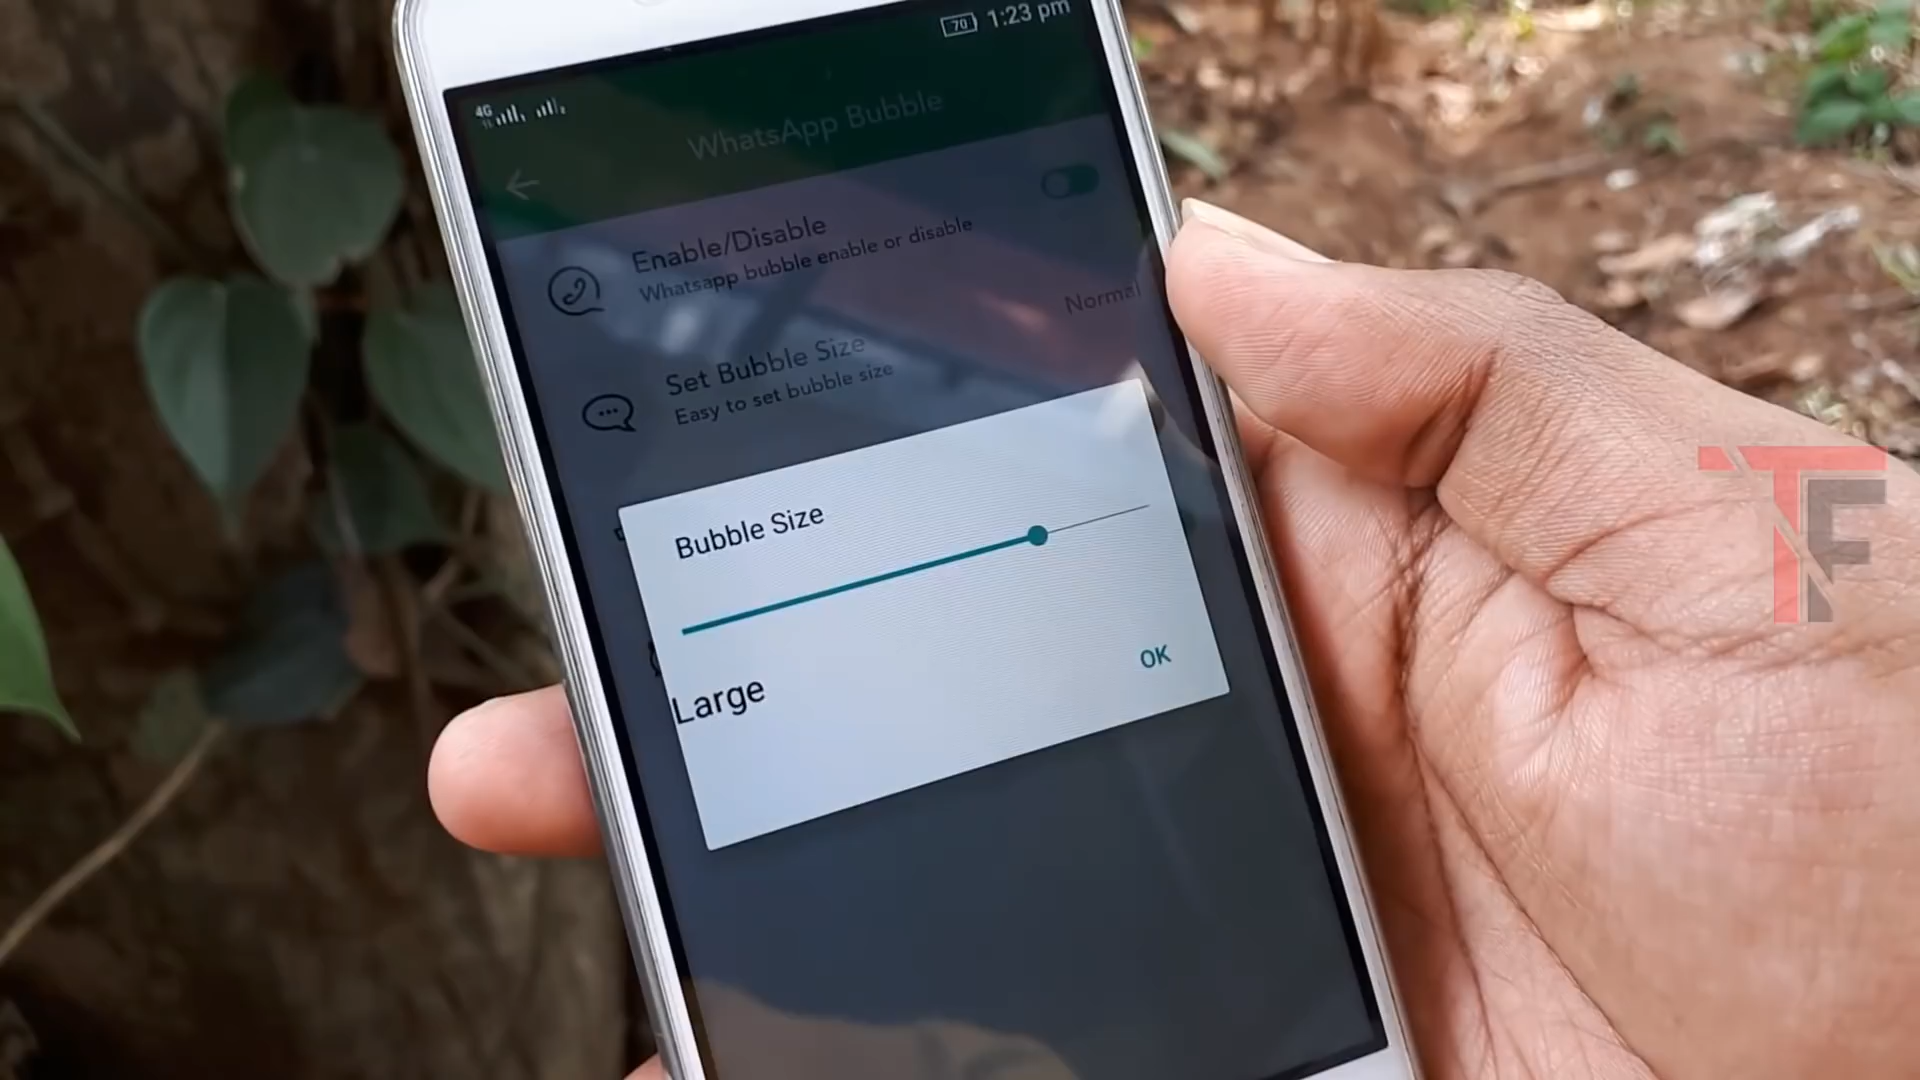 70 1:23 pm
4G
WhatsApp Bubble
Enable/Disable
Whatsapp bubble enable or disable
Normal
Set Bubble Size
Easy to set bubble size
Bubble Size
Large
OK
TF